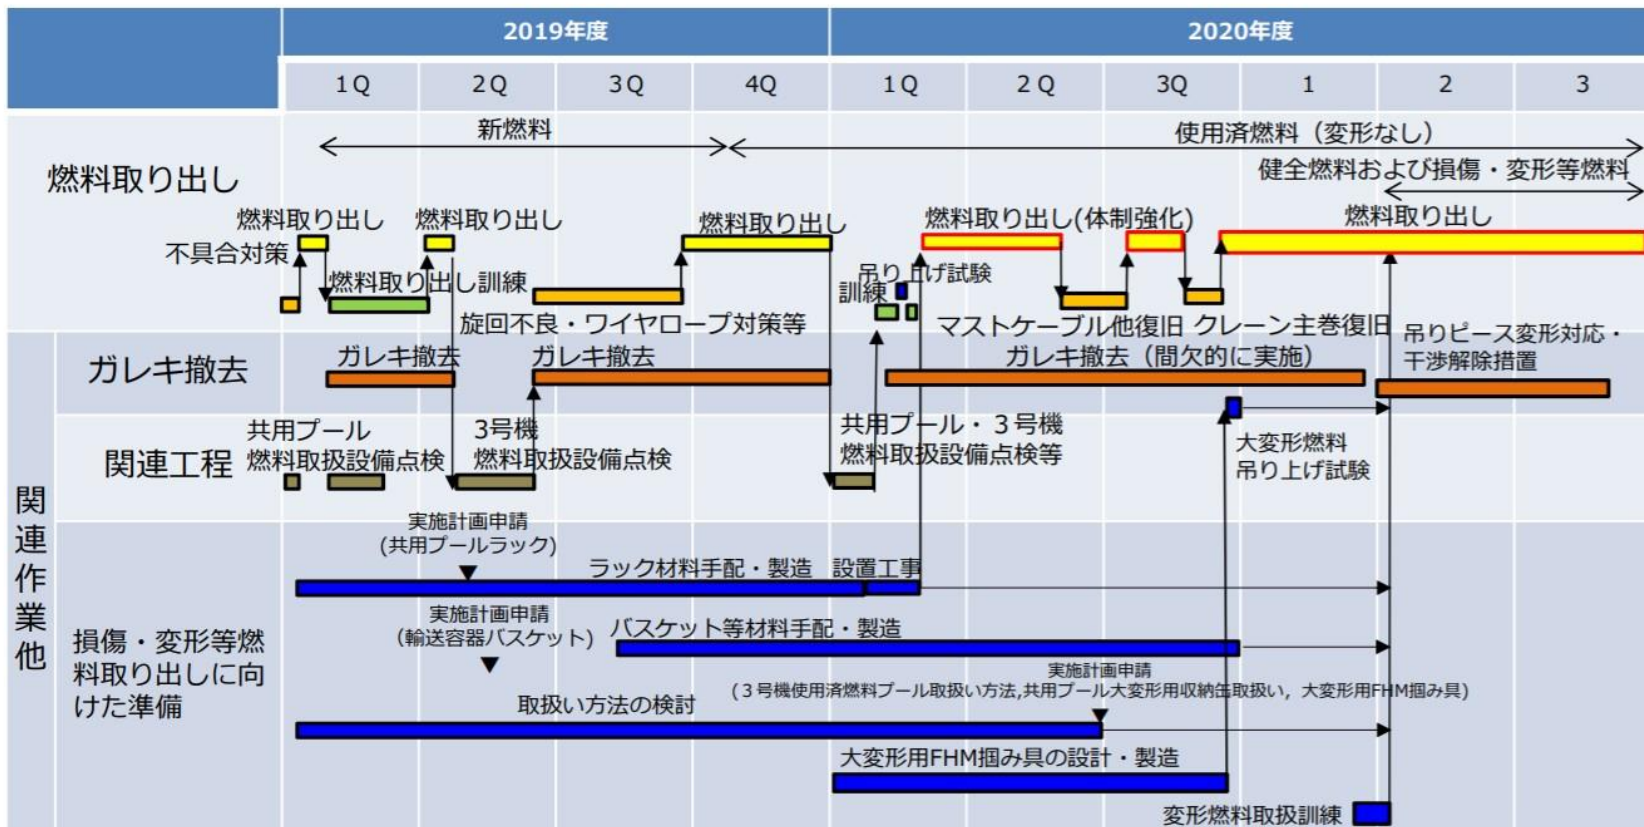 2019年度
2020年度
1Q
2Q
3Q
4Q
1Q
2Q
3Q
1
2
3
燃料取り出し
新燃料
使用済燃料（変形なし）
健全燃料および損傷・変形等燃料
燃料取り出し
燃料取り出し
燃料取り出し
燃料取り出し(体制強化)
燃料取り出し
不具合対策
燃料取り出し訓練
吊り上げ試験
訓練
旋回不良・ワイヤロープ対策等
マストケーブル他復旧
クレーン主巻復旧
関連作業他
ガレキ撤去
ガレキ撤去
ガレキ撤去
ガレキ撤去（間欠的に実施）
吊りピース変形対応・
干渉解除措置
関連工程
共用プール
燃料取扱設備点検
3号機
燃料取扱設備点検
共用プール・３号機
燃料取扱設備点検等
大変形燃料
吊り上げ試験
損傷・変形等燃
料取り出しに向
けた準備
実施計画申請
(共用プールラック)
ラック材料手配・製造
設置工事
実施計画申請
(輸送容器バスケット)
バスケット等材料手配・製造
実施計画申請
(３号機使用済燃料プール取扱い方法,共用プール大変形用収納缶取扱い，大変形用FHM掴み具)
取扱い方法の検討
大変形用FHM掴み具の設計・製造
変形燃料取扱訓練